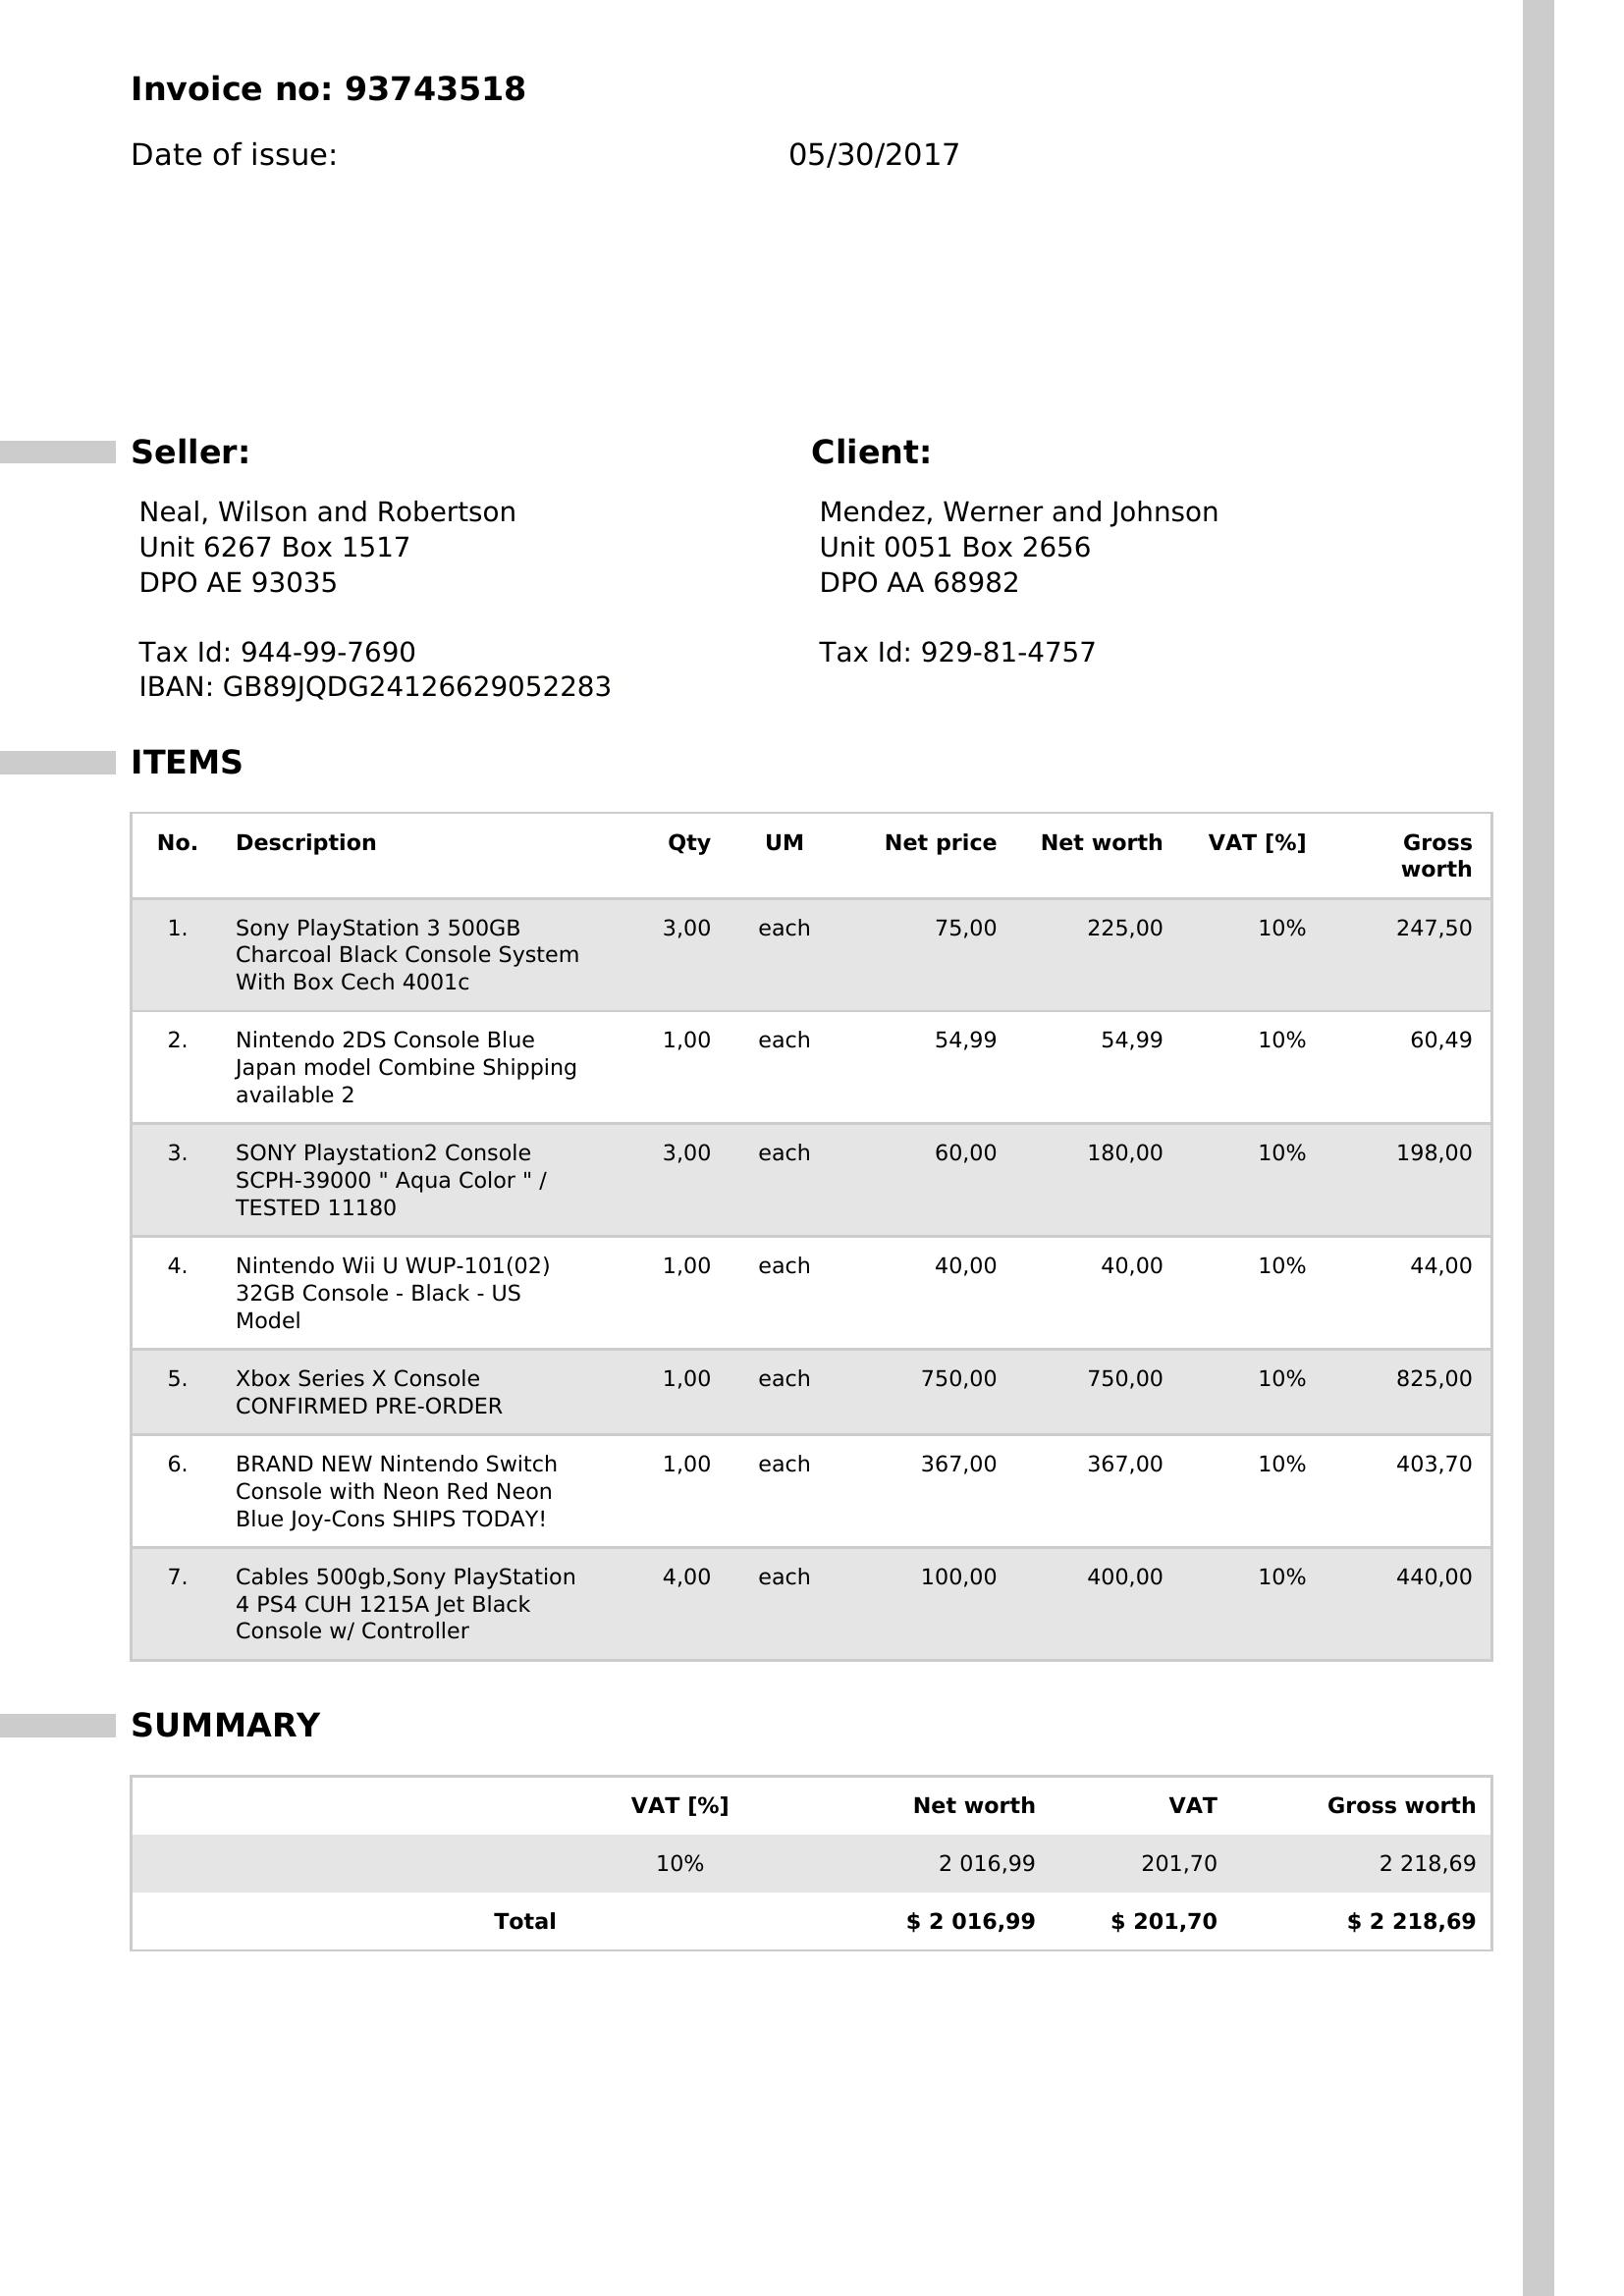 Invoice no: 93743518
Date of issue: 05/30/2017
Seller:
Neal, Wilson and Robertson
Unit 6267 Box 1517
DPO AE 93035
Tax Id: 944-99-7690
IBAN: GB89JQDG24126629052283
Client:
Mendez, Werner and Johnson
Unit 0051 Box 2656
DPO AA 68982
Tax Id: 929-81-4757
ITEMS
No. Description Qty UM Net price Net worth VAT [%] Gross
worth
1. Sony PlayStation 3 500GB 3,00 each 75,00 225,00 10% 247,50
Charcoal Black Console System
With Box Cech 4001c
2. Nintendo 2DS Console Blue 1,00 each 54,99 54,99 10% 60,49
Japan model Combine Shipping
available 2
3. SONY Playstation2 Console 3,00 each 60,00 180,00 10% 198,00
SCPH-39000 " Aqua Color " /
TESTED 11180
4. Nintendo Wii U WUP-101(02) 1,00 each 40,00 40,00 10% 44,00
32GB Console - Black - US
Model
5. Xbox Series X Console 1,00 each 750,00 750,00 10% 825,00
CONFIRMED PRE-ORDER
6. BRAND NEW Nintendo Switch 1,00 each 367,00 367,00 10% 403,70
Console with Neon Red Neon
Blue Joy-Cons SHIPS TODAY!
7. Cables 500gb,Sony PlayStation 4,00 each 100,00 400,00 10% 440,00
4 PS4 CUH 1215A Jet Black
Console w/ Controller
SUMMARY
VAT [%] Net worth VAT Gross worth
10% 2 016,99 201,70 2 218,69
Total $ 2 016,99 $ 201,70 $ 2 218,69